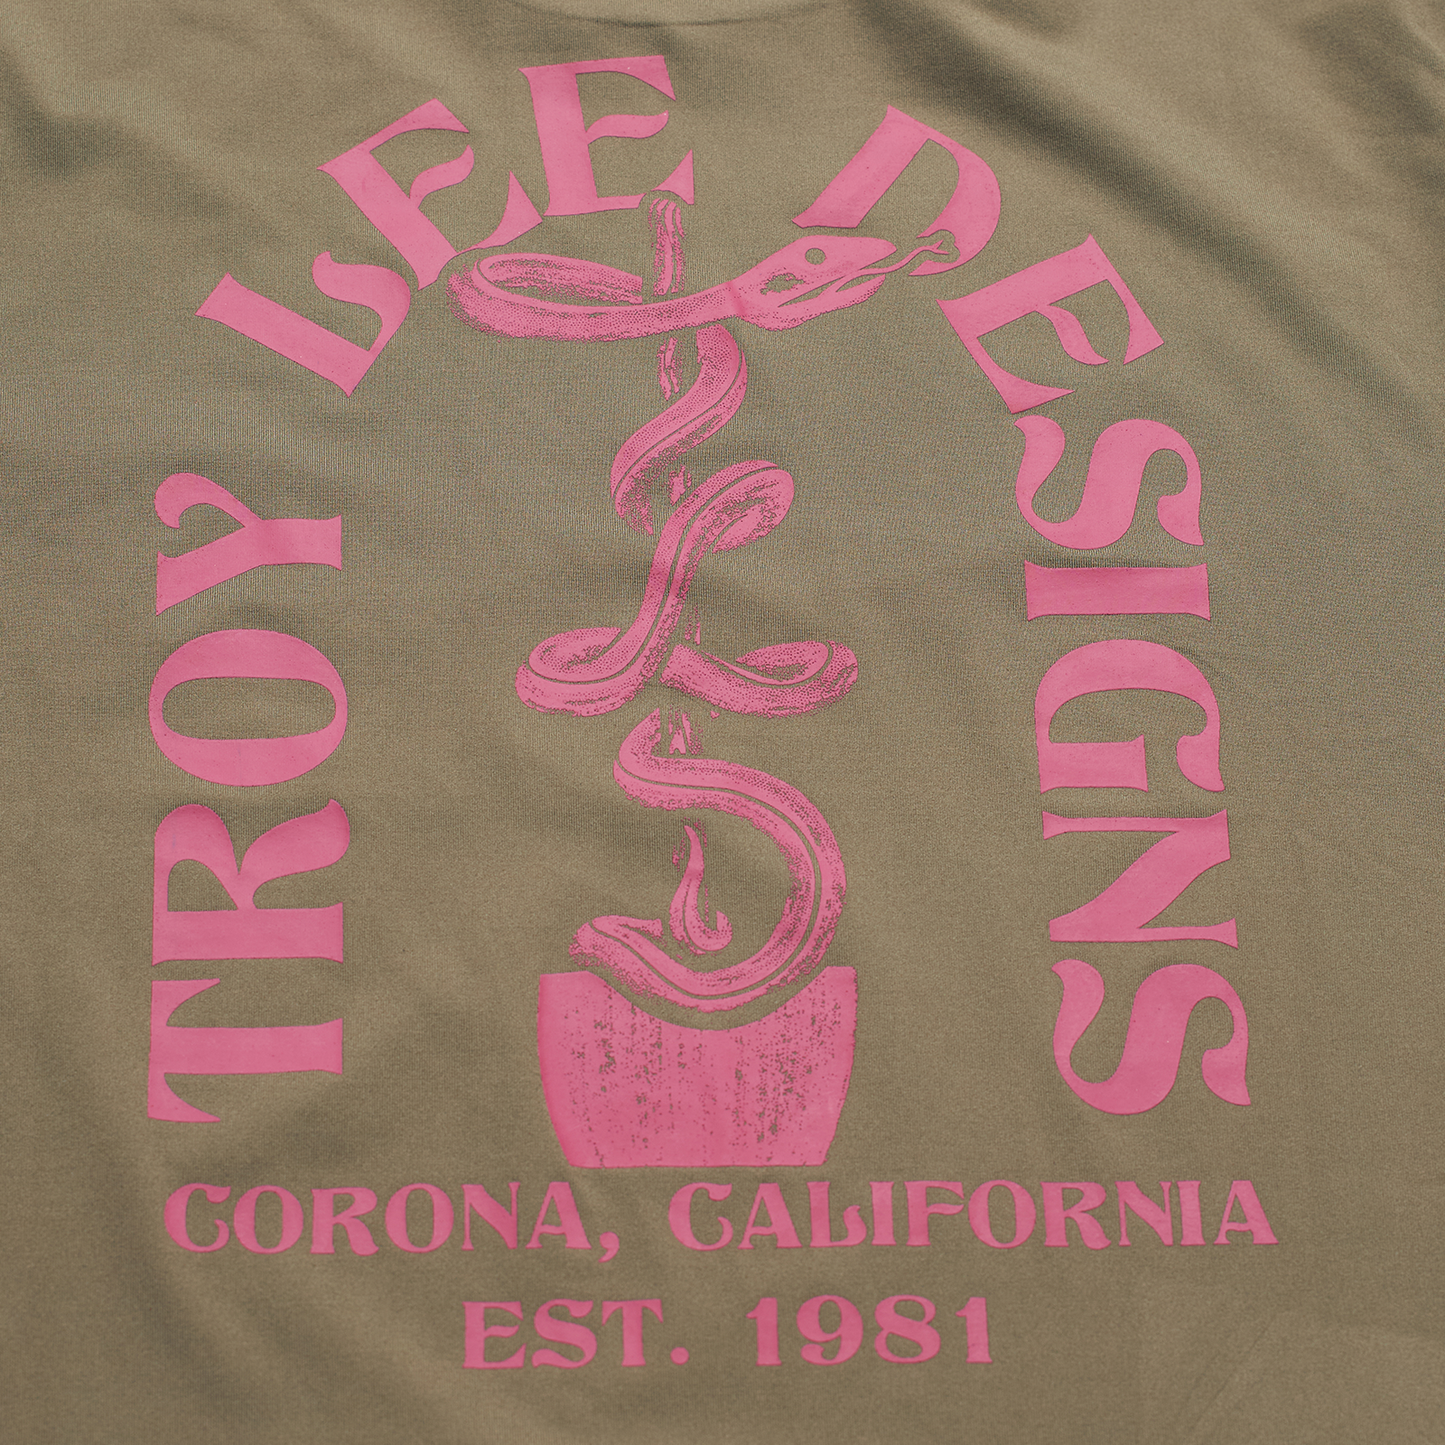 TROY LEE DESIGNS
CORONA, CALIFORNIA
EST. 1981